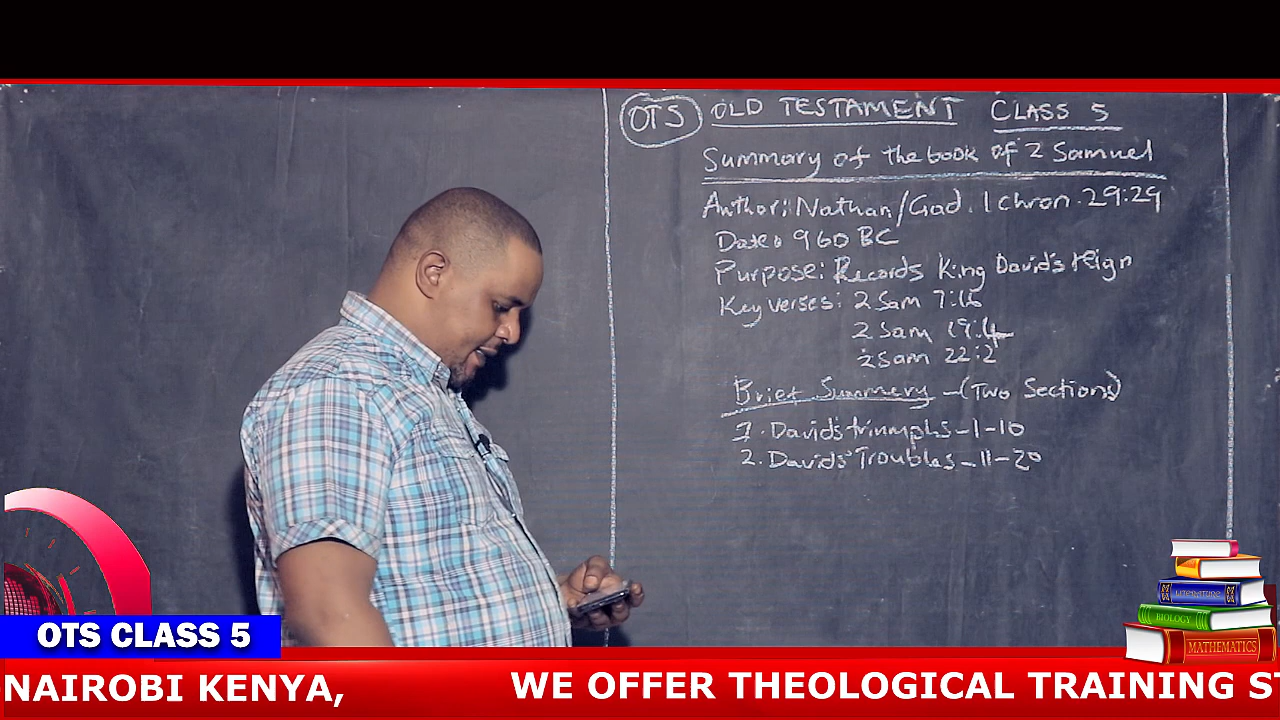 OTS OLD TESTAMENT CLASS 5
Summary of the book of 2 Samuel
Author: Nathan/Gad. 1 chron. 29:29
Date: 960 BC
Purpose: Records King David's reign
Key verses: 2 Sam 7:16
2 Sam 19:4
2 Sam 22:2
Brief Summery - (Two Sections)
1. David's triumphs - 1-10
2. David's Troubles - 11-20
OTS CLASS 5
NAIROBI KENYA,
WE OFFER THEOLOGICAL TRAINING ST
LITERATURE
BIOLOGY
MATHEMATICS